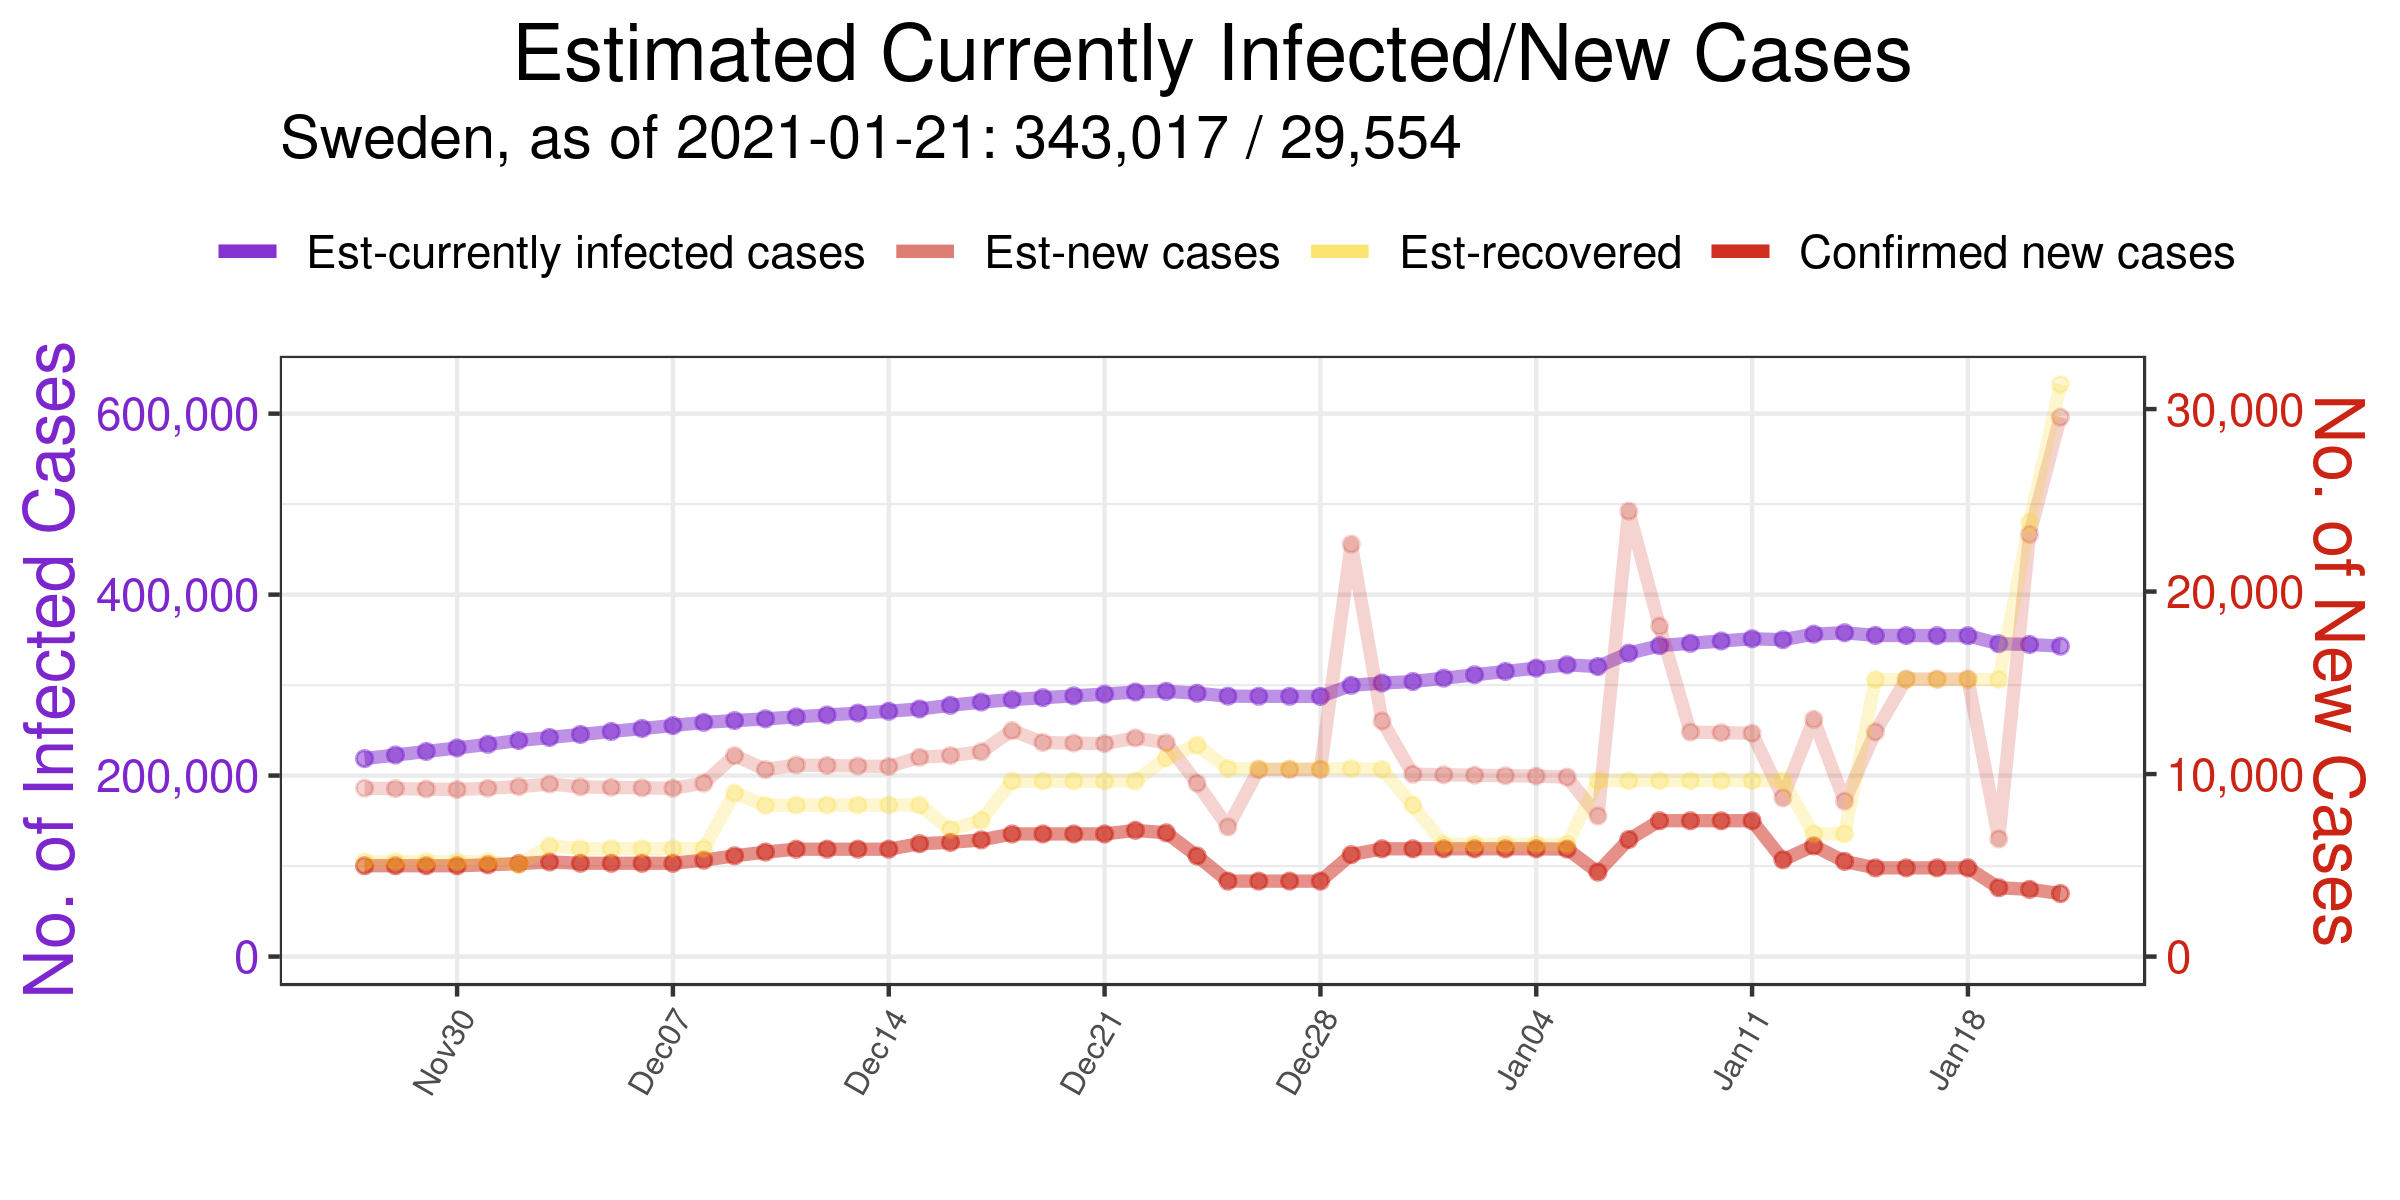 Estimated Currently Infected/New Cases
Sweden, as of 2021-01-21: 343,017 / 29,554
Est-currently infected cases Est-new cases Est-recovered Confirmed new cases
No. of Infected Cases
600,000
400,000
200,000
0
30,000
20,000
10,000
0
No. of New Cases
Nov30 Dec07 Dec14 Dec21 Dec28 Jan04 Jan11 Jan18